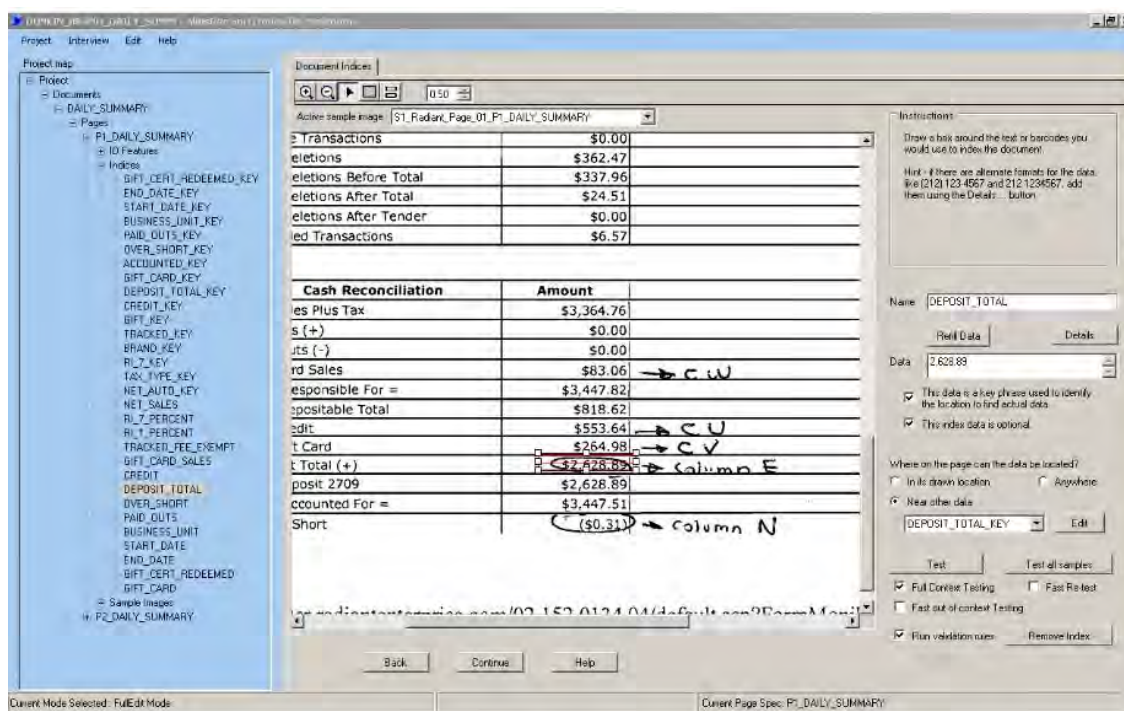 Project Interview Edit Help
Project map
Project
Documents
DAILY_SUMMARY
Pages
P1_DAILY_SUMMARY
ID Features
Indices
GIFT_CERT_REDEEMED_KEY
END_DATE_KEY
START_DATE_KEY
BUSINESS_UNIT_KEY
PAID_OUTS_KEY
OVER_SHORT_KEY
ACCOUNTED_KEY
GIFT_CARD_KEY
DEPOSIT_TOTAL_KEY
CREDIT_KEY
GIFT_KEY
TRACKED_KEY
BRAND_KEY
RI_7_KEY
TAX_TYPE_KEY
NET_AUTO_KEY
NET_SALES
RI_7_PERCENT
RI_1_PERCENT
TRACKED_FEE_EXEMPT
GIFT_CARD_SALES
CREDIT
DEPOSIT_TOTAL
OVER_SHORT
PAID_OUTS
BUSINESS_UNIT
START_DATE
END_DATE
GIFT_CERT_REDEEMED
GIFT_CARD
Sample Images
P2_DAILY_SUMMARY
Document Indices
0.50
Active sample image S1_Radiant_Page_01_P1_DAILY_SUMMARY
e Transactions $0.00
eletions $362.47
eletions Before Total $337.96
eletions After Total $24.51
eletions After Tender $0.00
ed Transactions $6.57
Cash Reconciliation Amount
les Plus Tax $3,364.76
s (+) $0.00
uts (-) $0.00
rd Sales $83.06 CW
esponsible For = $3,447.82
epositable Total $818.62
edit $553.64 CU
t Card $264.98 CV
t Total (+) $2,628.89 Column E
posit 2709 $2,628.89
ccounted For = $3,447.51
Short ($0.31) Column N
Back Continue Help
Instructions
Draw a box around the text or barcodes you
would use to index the document
Hint - if there are alternate formats for the data,
like (212) 123-4567 and 212 1234567, add
them using the Details... button
Name DEPOSIT_TOTAL
Refill Data Details
Data 2,628.89
This data is a key phrase used to identify
the location to find actual data
This index data is optional
Where on the page can the data be located?
In its drawn location Anywhere
Near other data
DEPOSIT_TOTAL_KEY Edit
Test Test all samples
Full Context Testing Fast Re-test
Fast out of context Testing
Run validation rules Remove Index
Current Mode Selected: FullEdit Mode Current Page Spec: P1_DAILY_SUMMARY